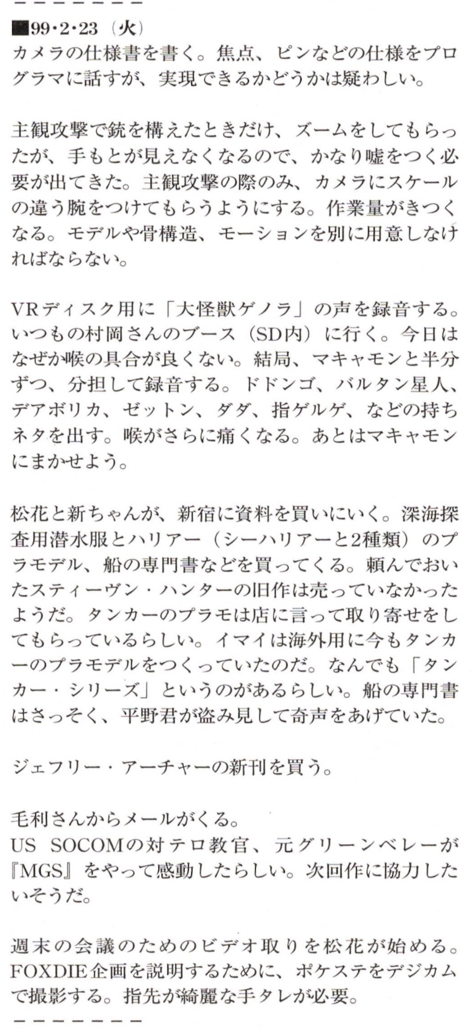 ■99・2・23（火）
カメラの仕様書を書く。焦点、ピンなどの仕様をプロ
グラマに話すが、実現できるかどうかは疑わしい。
主観攻撃で銃を構えたときだけ、ズームをしてもらっ
たが、手もとが見えなくなるので、かなり嘘をつく必
要が出てきた。主観攻撃の際のみ、カメラにスケール
の違う腕をつけてもらうようにする。作業量がきつく
なる。モデルや骨構造、モーションを別に用意しなけ
ればならない。
VRディスク用に「大怪獣ゲノラ」の声を録音する。
いつもの村岡さんのブース（SD内）に行く。今日は
なぜか喉の具合が良くない。結局、マキャモンと半分
ずつ、分担して録音する。ドドンゴ、バルタン星人、
デアボリカ、ゼットン、ダダ、指ゲルゲ、などの持ち
ネタを出す。喉がさらに痛くなる。あとはマキャモン
にまかせよう。
松花と新ちゃんが、新宿に資料を買いにいく。深海探
査用潜水服とハリアー（シーハリアーと2種類）のプ
ラモデル、船の専門書などを買ってくる。頼んでおい
たスティーヴン・ハンターの旧作は売っていなかった
ようだ。タンカーのプラモは店に言って取り寄せをし
てもらっているらしい。イマイは海外用に今もタンカ
ーのプラモデルをつくっていたのだ。なんでも「タン
カー・シリーズ」というのがあるらしい。船の専門書
はさっそく、平野君が盗み見して奇声をあげていた。
ジェフリー・アーチャーの新刊を買う。
毛利さんからメールがくる。
US SOCOMの対テロ教官、元グリーンベレーが
『MGS』をやって感動したらしい。次回作に協力した
いそうだ。
週末の会議のためのビデオ取りを松花が始める。
FOXDIE企画を説明するために、ポケステをデジカム
で撮影する。指先が綺麗な手タレが必要。